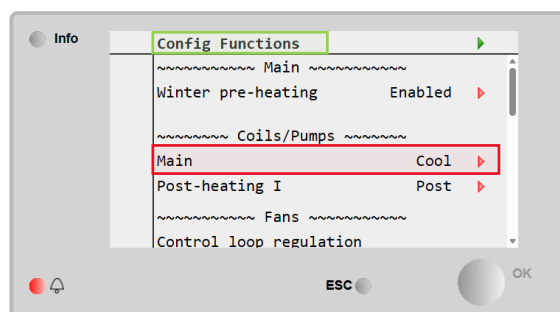 Info
Config Functions
~~~~~~~~~~~ Main ~~~~~~~~~~~
Winter pre-heating Enabled
~~~~~~~~ Coils/Pumps ~~~~~~~
Main Cool
Post-heating I Post
~~~~~~~~~~~ Fans ~~~~~~~~~~~
Control loop regulation
ESC
OK